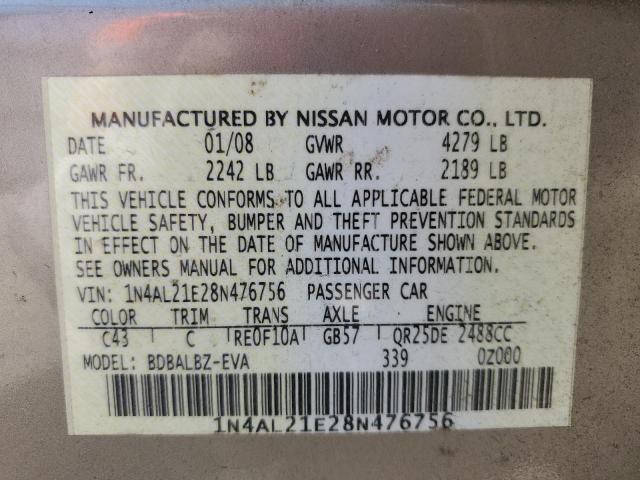 MANUFACTURED BY NISSAN MOTOR CO., LTD.
DATE 01/08 GVWR 4279 LB
GAWR FR. 2242 LB GAWR RR. 2189 LB
THIS VEHICLE CONFORMS TO ALL APPLICABLE FEDERAL MOTOR
VEHICLE SAFETY, BUMPER AND THEFT PREVENTION STANDARDS
IN EFFECT ON THE DATE OF MANUFACTURE SHOWN ABOVE.
SEE OWNERS MANUAL FOR ADDITIONAL INFORMATION.
VIN: 1N4AL21E28N476756 PASSENGER CAR
COLOR TRIM TRANS AXLE ENGINE
C43 C RE0F10A GB57 QR25DE 2488CC
MODEL: BDBALBZ-EVA 339 0Z000
1N4AL21E28N476756